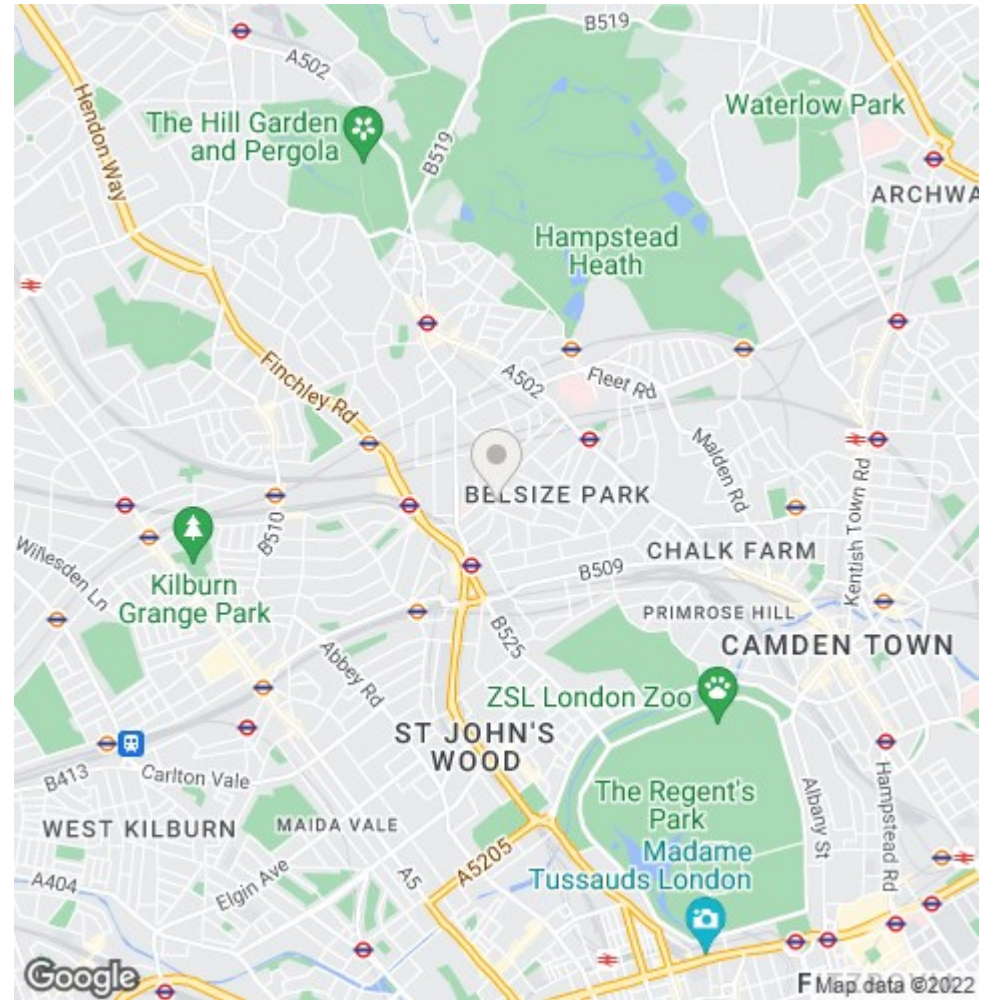 B519
A502
Waterlow Park
The Hill Garden
and Pergola
Hendon Way
B519
ARCHWA
Hampstead
Heath
Finchley Rd
A502
Fleet Rd
Malden Rd
BELSIZE PARK
Kentish Town Rd
B510
Willesden Ln
CHALK FARM
B509
Kilburn
Grange Park
PRIMROSE HILL
B525
CAMDEN TOWN
Abbey Rd
ZSL London Zoo
ST JOHN'S
WOOD
B413
Carlton Vale
The Regent's
Park
Albany St
Hampstead Rd
WEST KILBURN
MAIDA VALE
Madame
Tussauds London
A5205
A5
A404
Elgin Ave
Google
Map data ©2022